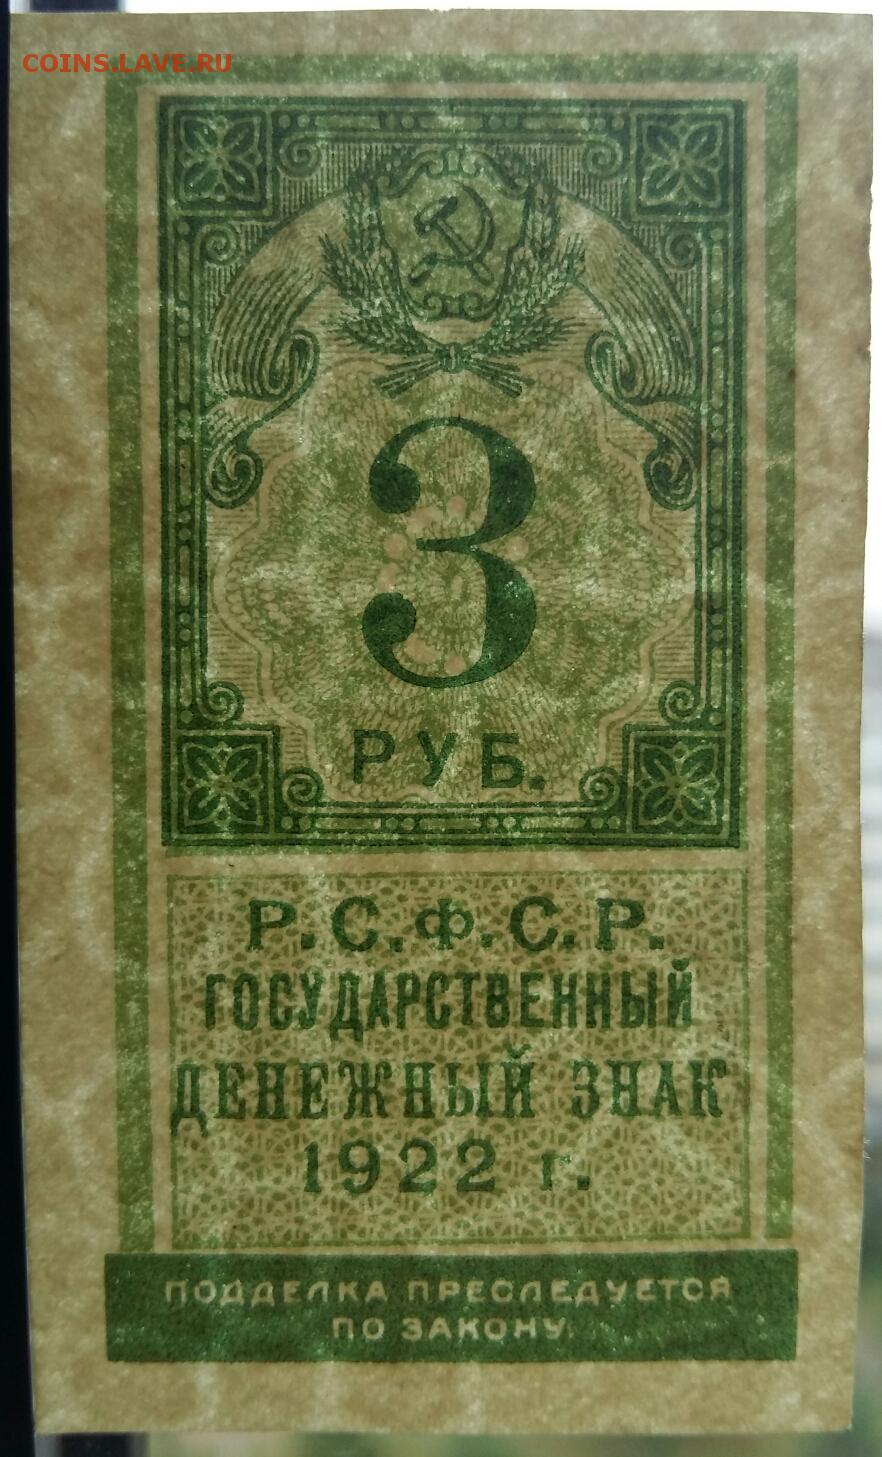 COINS.LAVE.RU
3
РУБ.
Р.С.Ф.С.Р.
ГОСУДАРСТВЕННЫЙ
ДЕНЕЖНЫЙ ЗНАК
1922 г.
ПОДДЕЛКА ПРЕСЛЕДУЕТСЯ
ПО ЗАКОНУ.